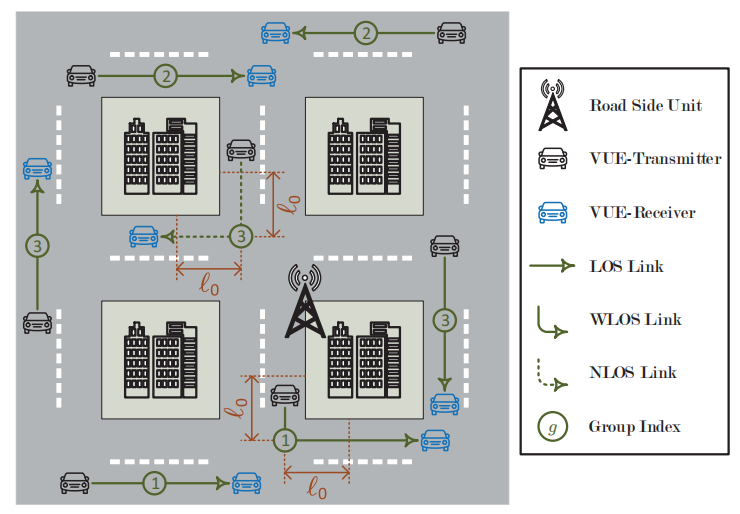 2
2
3
ℓ0
3
ℓ0
3
ℓ0
1
ℓ0
1
Road Side Unit
VUE-Transmitter
VUE-Receiver
LOS Link
WLOS Link
NLOS Link
g Group Index